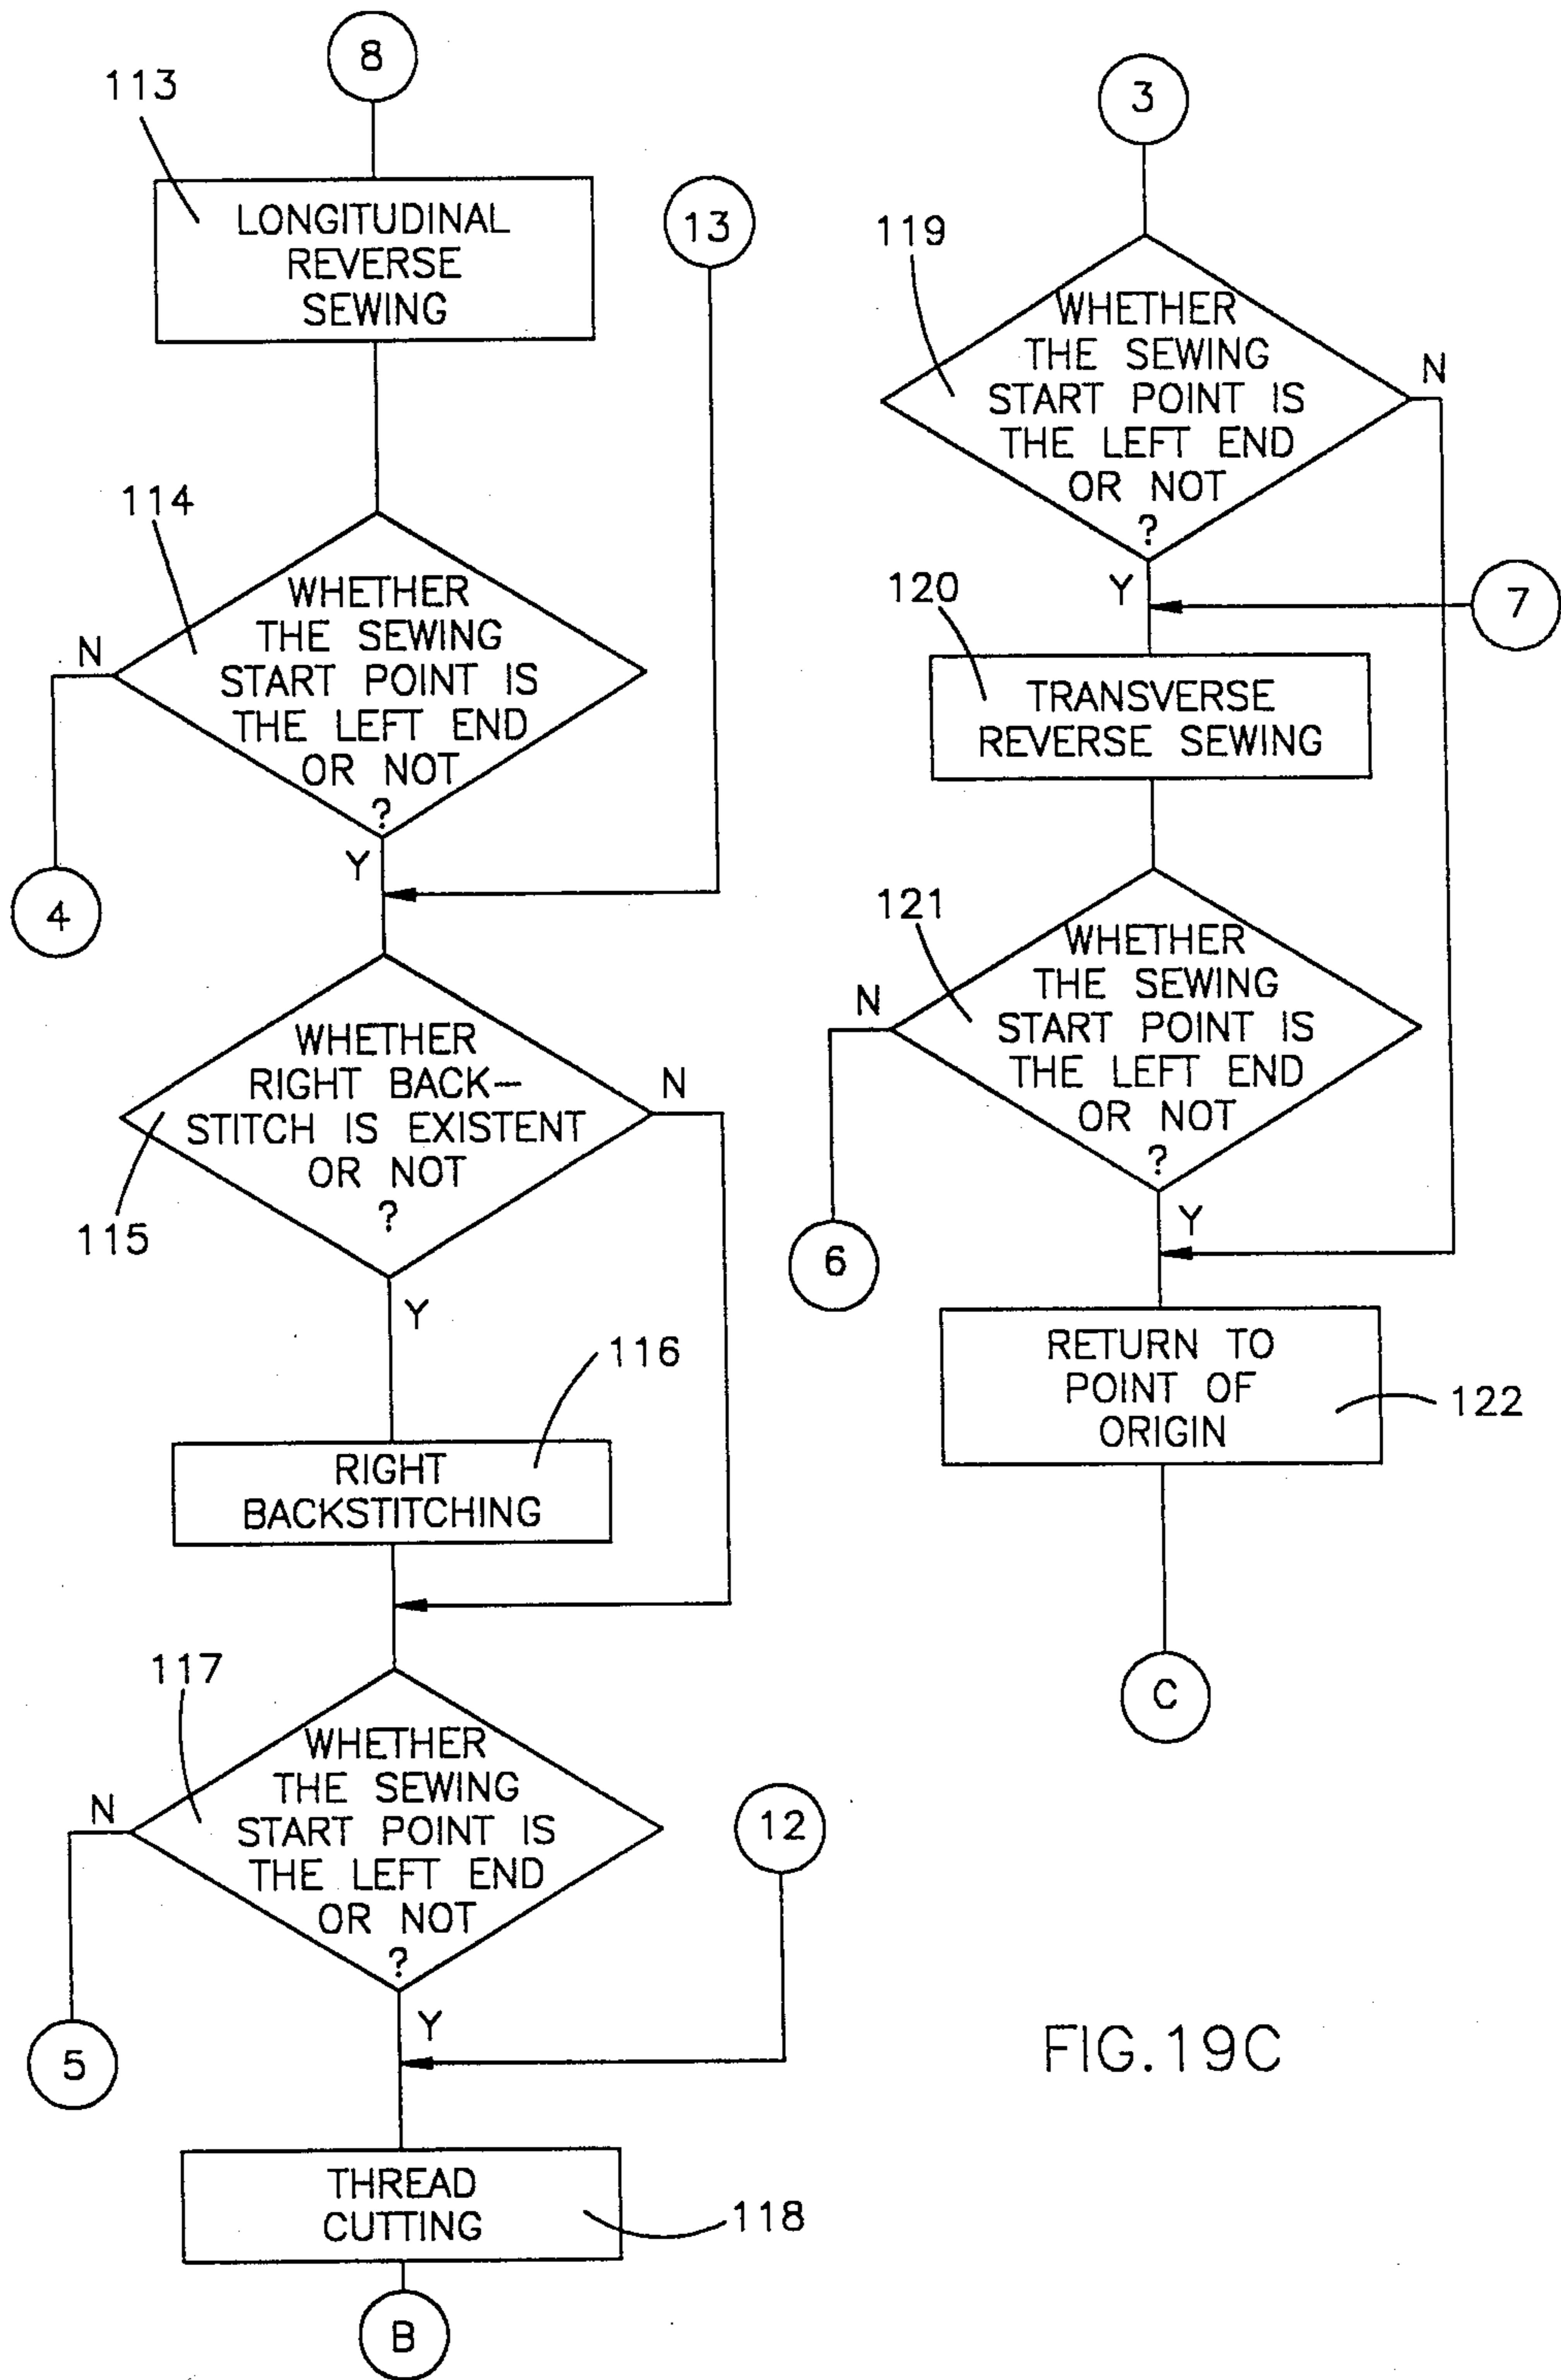 8
113
LONGITUDINAL
REVERSE
SEWING
13
114
WHETHER
THE SEWING
START POINT IS
THE LEFT END
OR NOT
?
N
Y
4
WHETHER
RIGHT BACK-
STITCH IS EXISTENT
OR NOT
?
N
115
Y
116
RIGHT
BACKSTITCHING
117
WHETHER
THE SEWING
START POINT IS
THE LEFT END
OR NOT
?
N
12
Y
5
THREAD
CUTTING
118
B
3
119
WHETHER
THE SEWING
START POINT IS
THE LEFT END
OR NOT
?
N
Y
7
120
TRANSVERSE
REVERSE SEWING
121
WHETHER
THE SEWING
START POINT IS
THE LEFT END
OR NOT
?
N
Y
6
RETURN TO
POINT OF
ORIGIN
122
C
FIG.19C